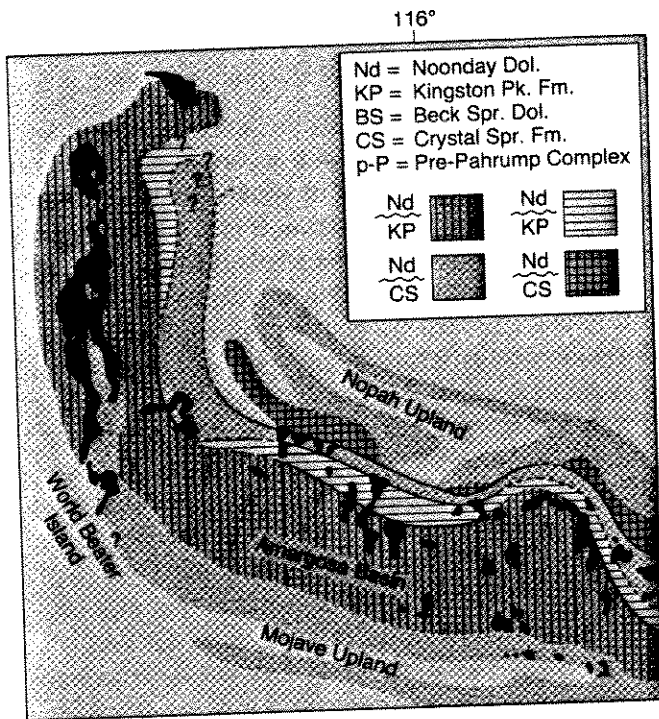 116°
Nd = Noonday Dol.
KP = Kingston Pk. Fm.
BS = Beck Spr. Dol.
CS = Crystal Spr. Fm.
p-P = Pre-Pahrump Complex
Nd Nd
KP KP
Nd Nd
CS CS
?
?
?
?
Nopah Upland
World Beater
Island
?
Amargosa Basin
Mojave Upland